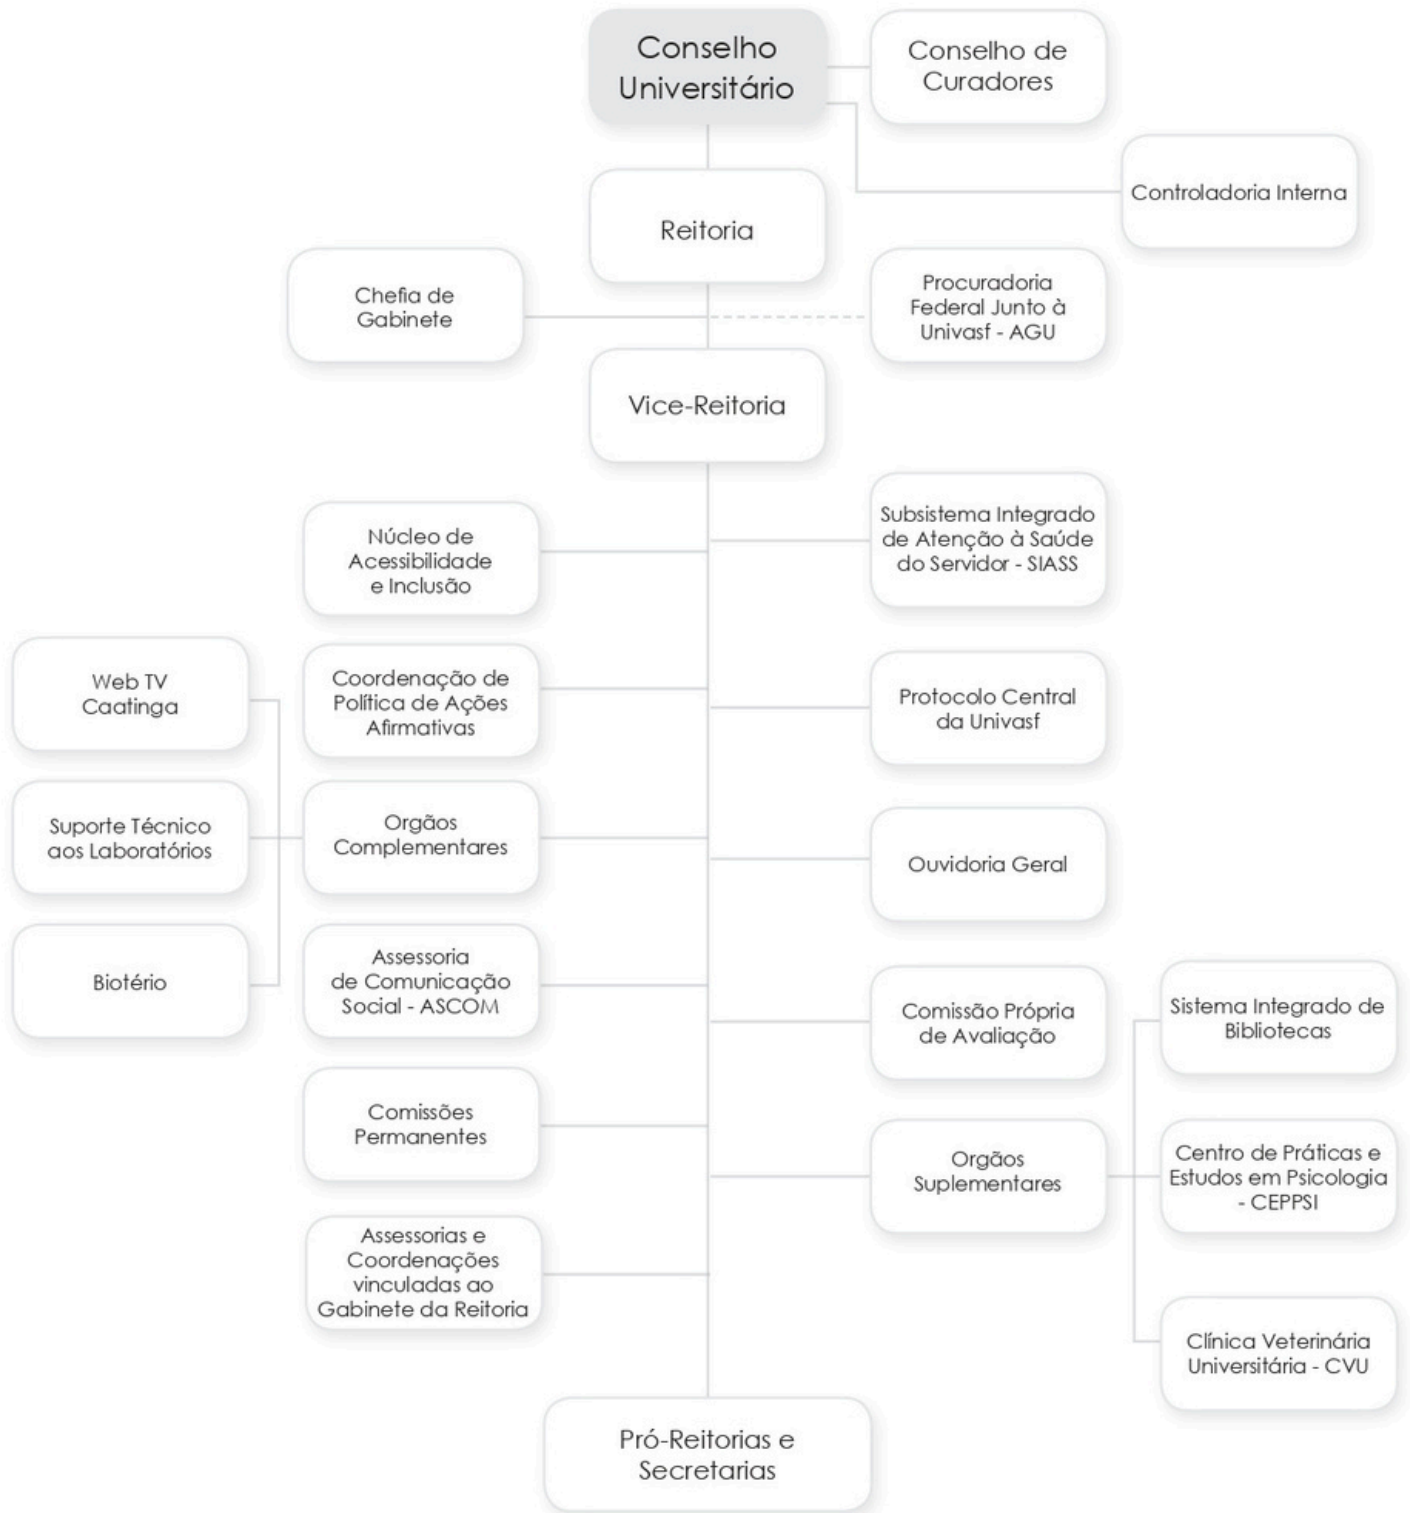 Conselho
Universitário
Conselho de
Curadores
Controladoria Interna
Reitoria
Chefia de
Gabinete
Procuradoria
Federal Junto à
Univasf - AGU
Vice-Reitoria
Núcleo de
Acessibilidade
e Inclusão
Subsistema Integrado
de Atenção à Saúde
do Servidor - SIASS
Web TV
Caatinga
Coordenação de
Política de Ações
Afirmativas
Protocolo Central
da Univasf
Suporte Técnico
aos Laboratórios
Orgãos
Complementares
Ouvidoria Geral
Biotério
Assessoria
de Comunicação
Social - ASCOM
Comissão Própria
de Avaliação
Sistema Integrado de
Bibliotecas
Comissões
Permanentes
Orgãos
Suplementares
Centro de Práticas e
Estudos em Psicologia
- CEPPSI
Assessorias e
Coordenações
vinculadas ao
Gabinete da Reitoria
Clínica Veterinária
Universitária - CVU
Pró-Reitorias e
Secretarias